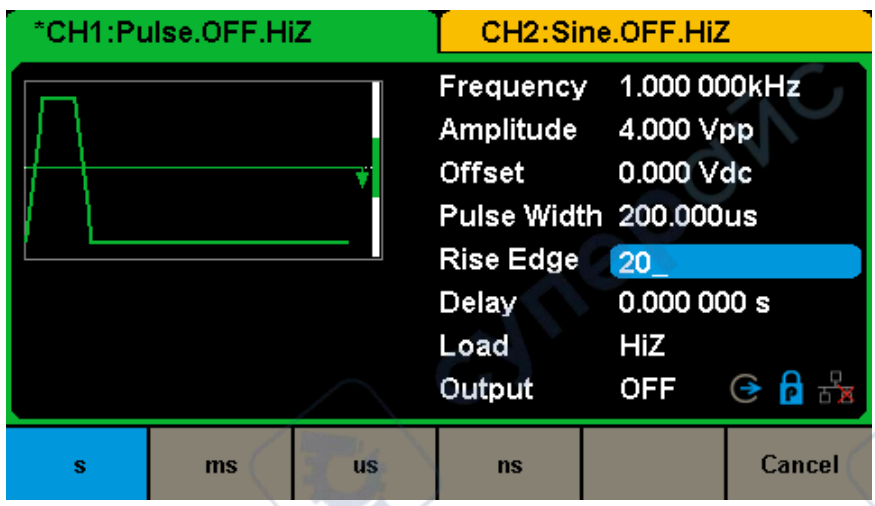 *CH1:Pulse.OFF.HiZ CH2:Sine.OFF.HiZ
Frequency 1.000 000kHz
Amplitude 4.000 Vpp
Offset 0.000 Vdc
Pulse Width 200.000us
Rise Edge 20_
Delay 0.000 000 s
Load HiZ
Output OFF
P
s ms us ns Cancel
суперайс